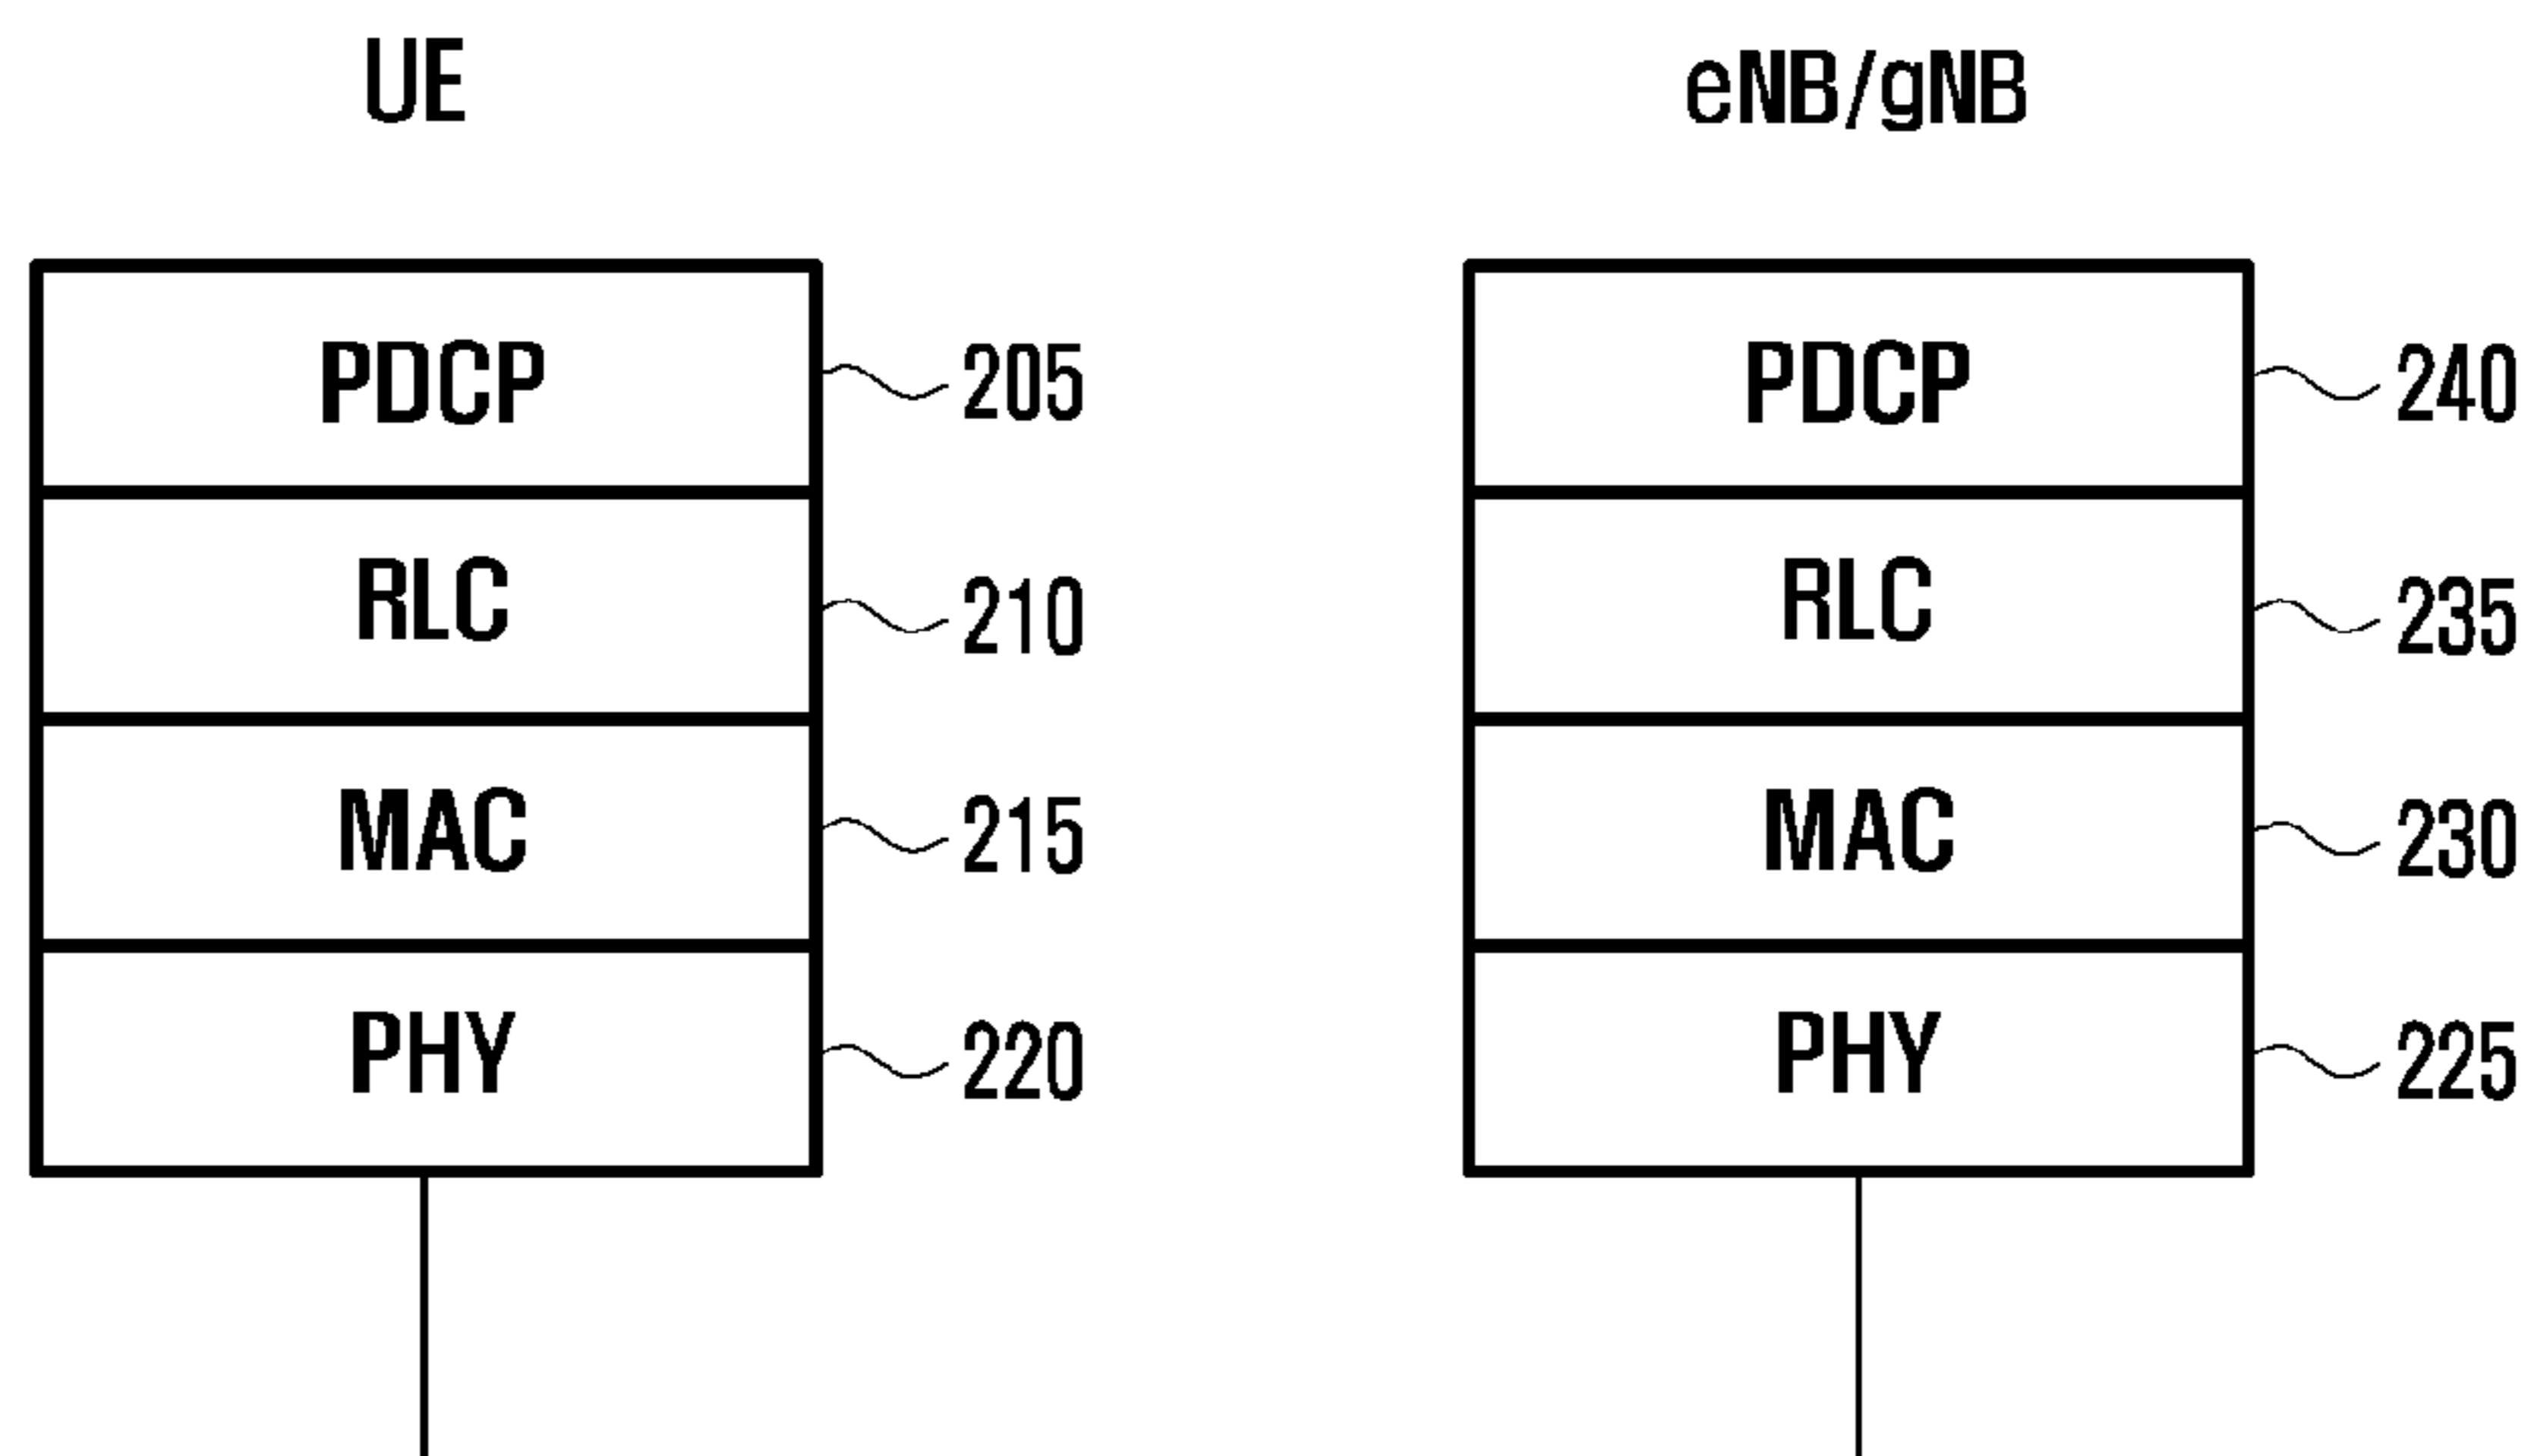 UE
eNB/gNB
PDCP
205
PDCP
240
RLC
210
RLC
235
MAC
215
MAC
230
PHY
220
PHY
225